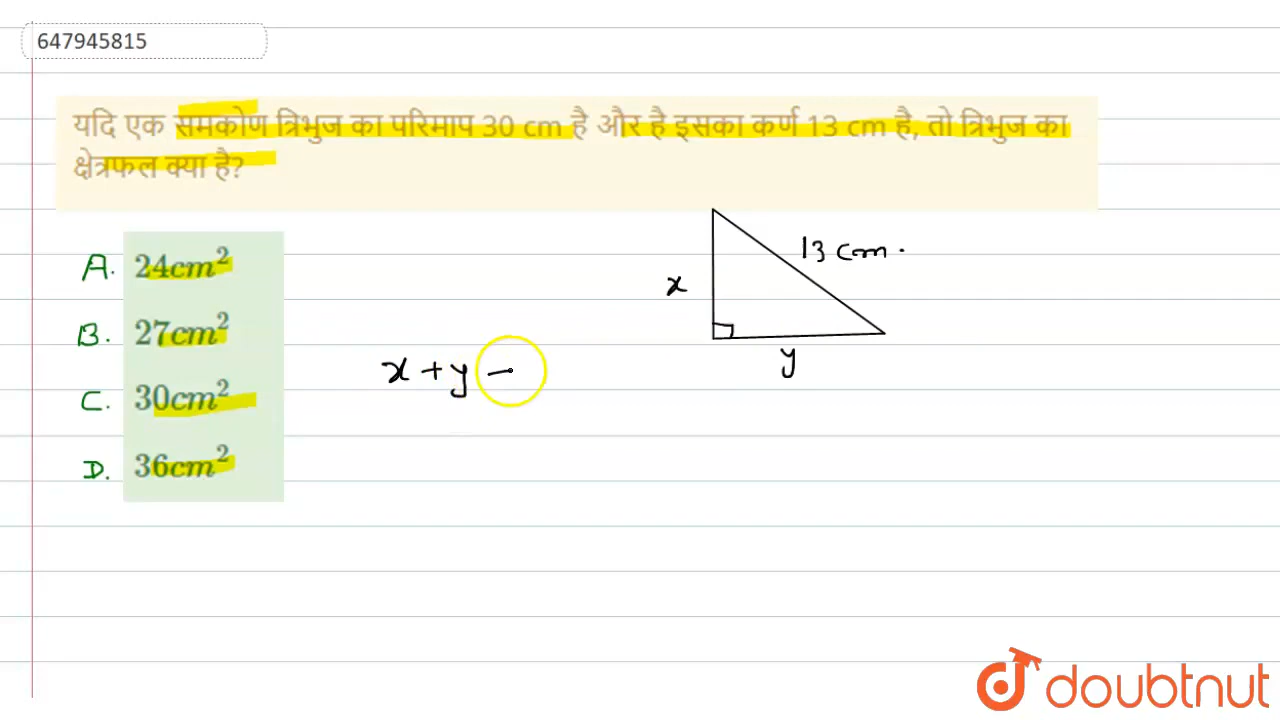 647945815
यदि एक समकोण त्रिभुज का परिमाप 30 cm है और है इसका कर्ण 13 cm है, तो त्रिभुज का
क्षेत्रफल क्या है?
A. 24cm²
B. 27cm²
C. 30cm²
D. 36cm²
13 cm.
x
y
x + y -
doubtnut